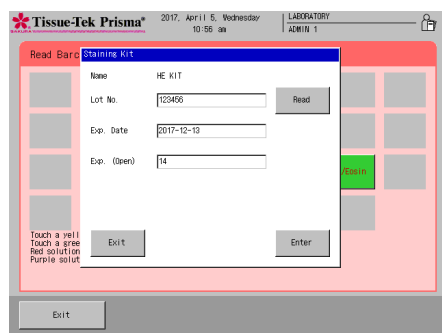 Tissue-Tek Prisma®
SAKURA
2017, April 5, Wednesday
10:56 am
LABORATORY
ADMIN 1
Read Barc
Staining Kit
Name HE KIT
Lot No. 123456 Read
Exp. Date 2017-12-13
Exp. (Open) 14
/Eosin
Touch a yell
Touch a gree
Red solution
Purple solut
Exit Enter
Exit